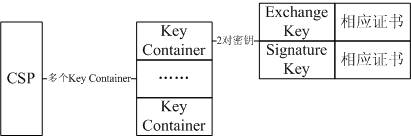 CSP
多个Key Container
Key
Container
……
Key
Container
2对密钥
Exchange
Key
相应证书
Signature
Key
相应证书